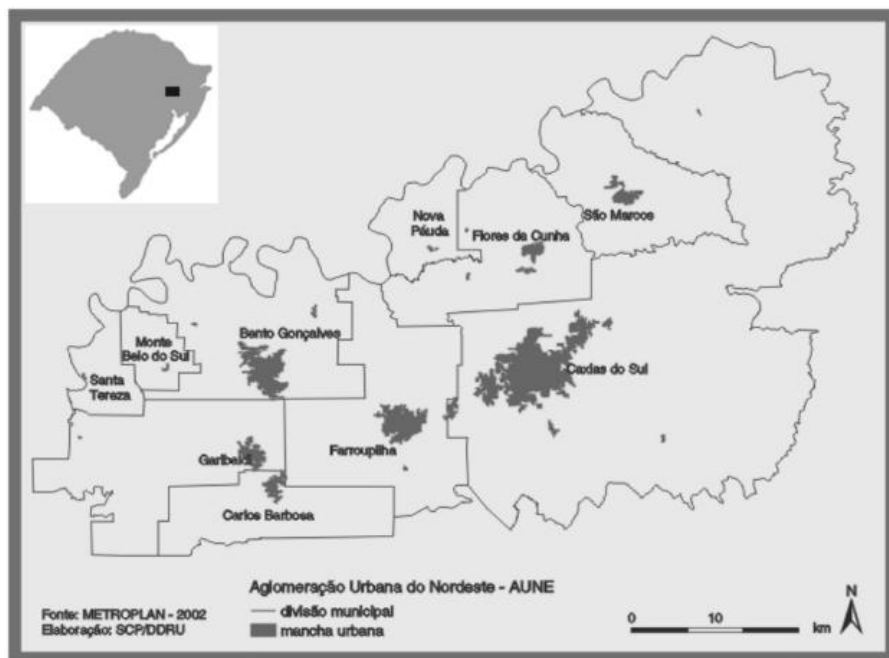 São Marcos
Nova
Páuda
Flores da Cunha
Bento Gonçalves
Monte
Belo do Sul
Santa
Tereza
Caxias do Sul
Farroupilha
Garibaldi
Carlos Barbosa
Aglomeração Urbana do Nordeste - AUNE
divisão municipal
mancha urbana
Fonte: METROPLAN - 2002
Elaboração: SCP/DDRU
0 10
km
N